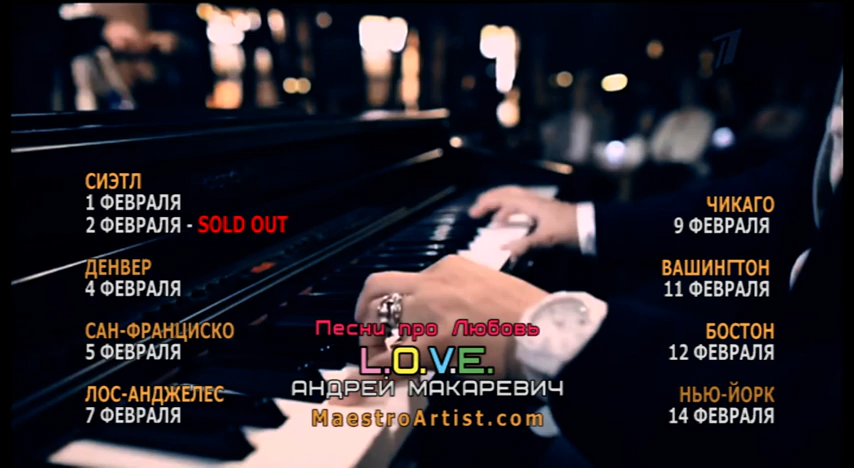 СИЭТЛ
1 ФЕВРАЛЯ
2 ФЕВРАЛЯ - SOLD OUT
ДЕНВЕР
4 ФЕВРАЛЯ
САН-ФРАНЦИСКО
5 ФЕВРАЛЯ
ЛОС-АНДЖЕЛЕС
7 ФЕВРАЛЯ
ЧИКАГО
9 ФЕВРАЛЯ
ВАШИНГТОН
11 ФЕВРАЛЯ
БОСТОН
12 ФЕВРАЛЯ
НЬЮ-ЙОРК
14 ФЕВРАЛЯ
Песни про Любовь
L.O.V.E.
АНДРЕЙ МАКАРЕВИЧ
MaestroArtist.com